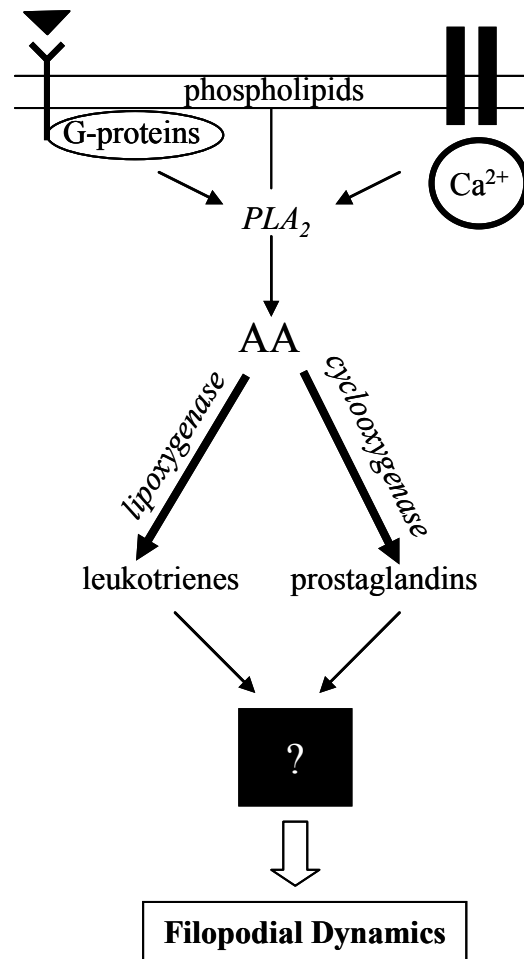 phospholipids
G-proteins
Ca²⁺
PLA₂
AA
lipoxygenase
cyclooxygenase
leukotrienes
prostaglandins
?
Filopodial Dynamics